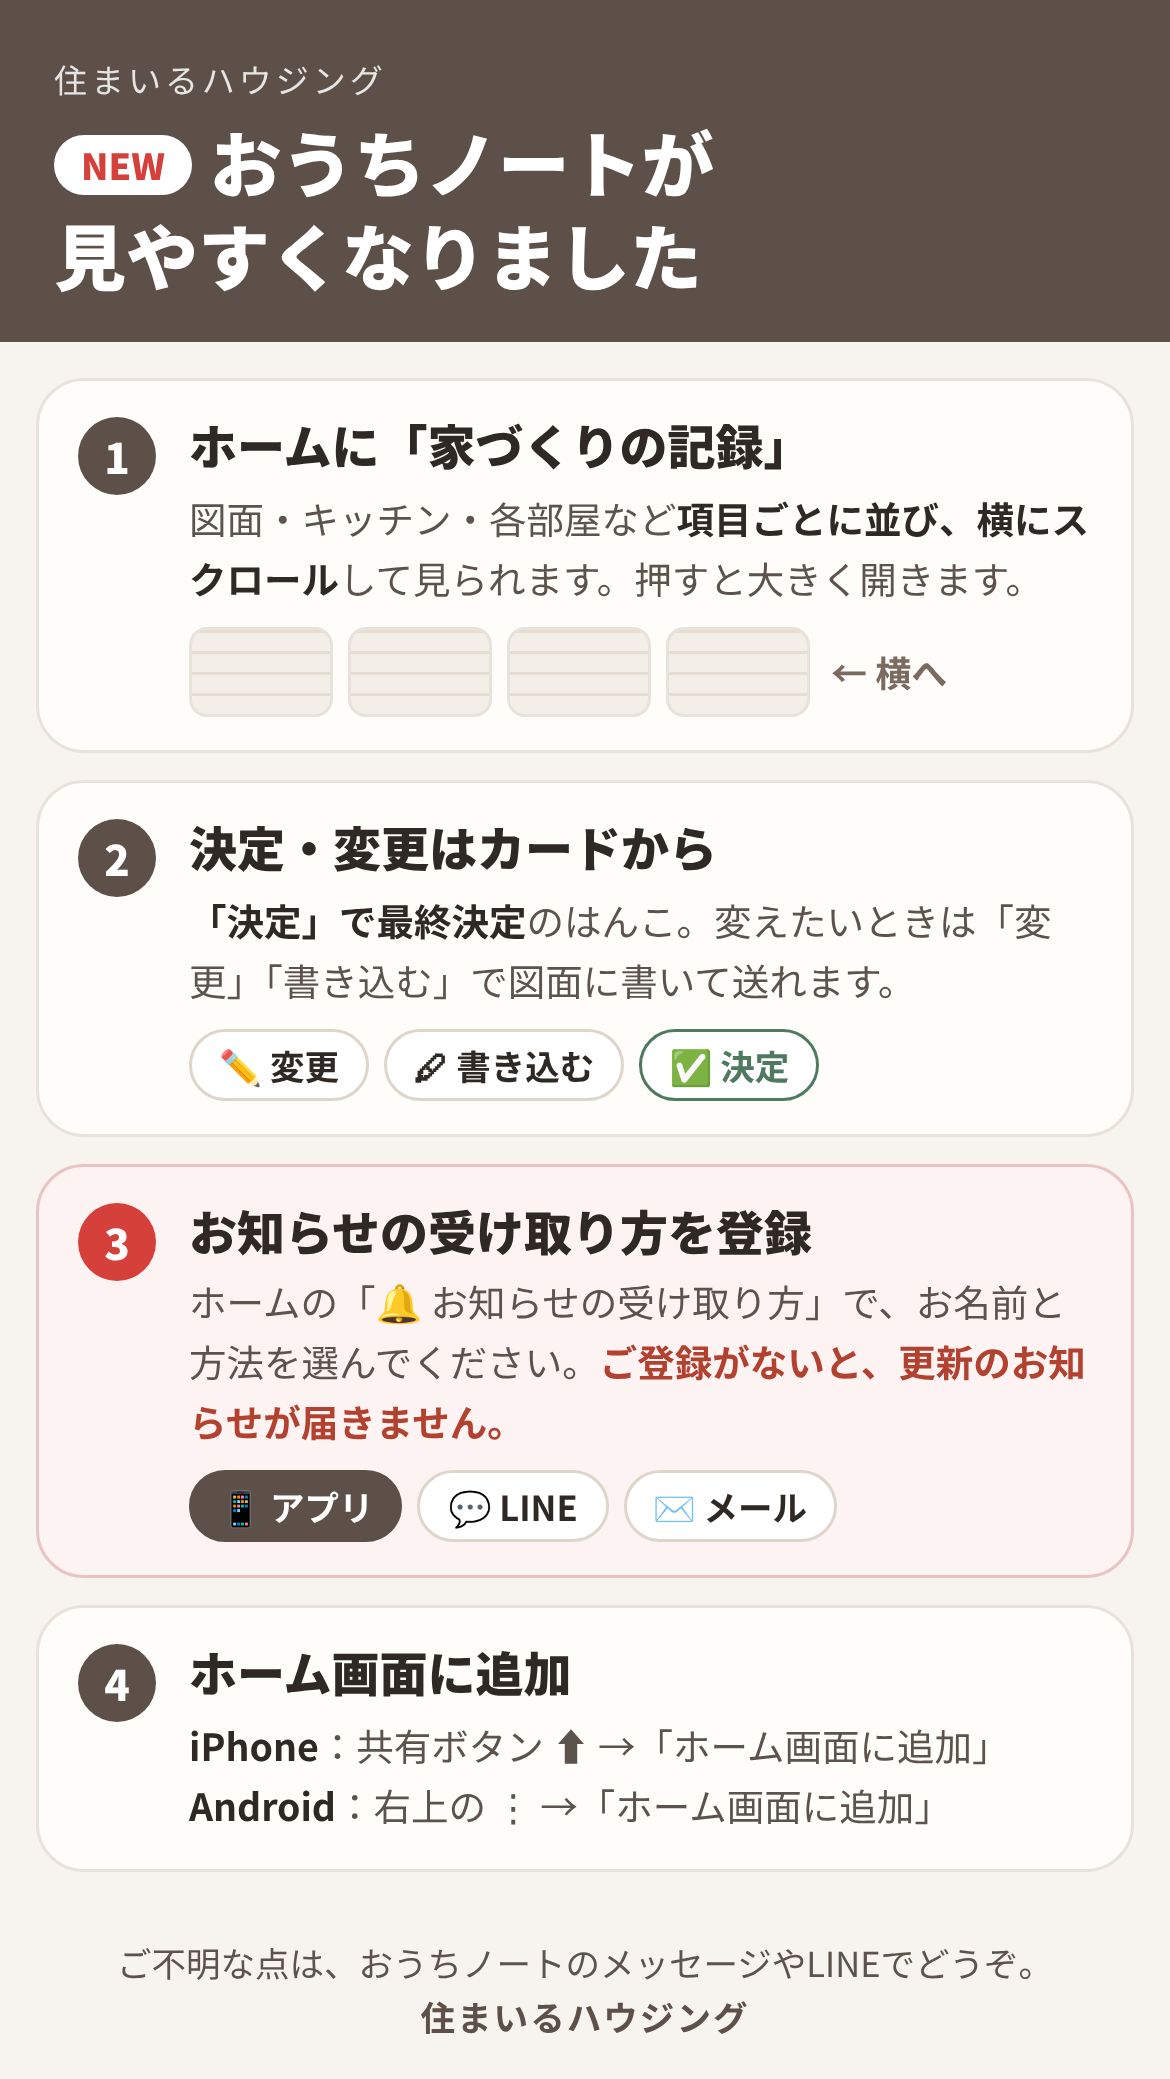 住まいるハウジング
NEW おうちノートが
見やすくなりました
1 ホームに「家づくりの記録」
図面・キッチン・各部屋など項目ごとに並び、横にス
クロールして見られます。押すと大きく開きます。
← 横へ
2 決定・変更はカードから
「決定」で最終決定のはんこ。変えたいときは「変
更」「書き込む」で図面に書いて送れます。
✏️ 変更 🖊 書き込む ✅ 決定
3 お知らせの受け取り方を登録
ホームの「🔔 お知らせの受け取り方」で、お名前と
方法を選んでください。ご登録がないと、更新のお知
らせが届きません。
📱 アプリ 💬 LINE ✉️ メール
4 ホーム画面に追加
iPhone：共有ボタン ⬆ →「ホーム画面に追加」
Android：右上の ⋮ →「ホーム画面に追加」
ご不明な点は、おうちノートのメッセージやLINEでどうぞ。
住まいるハウジング